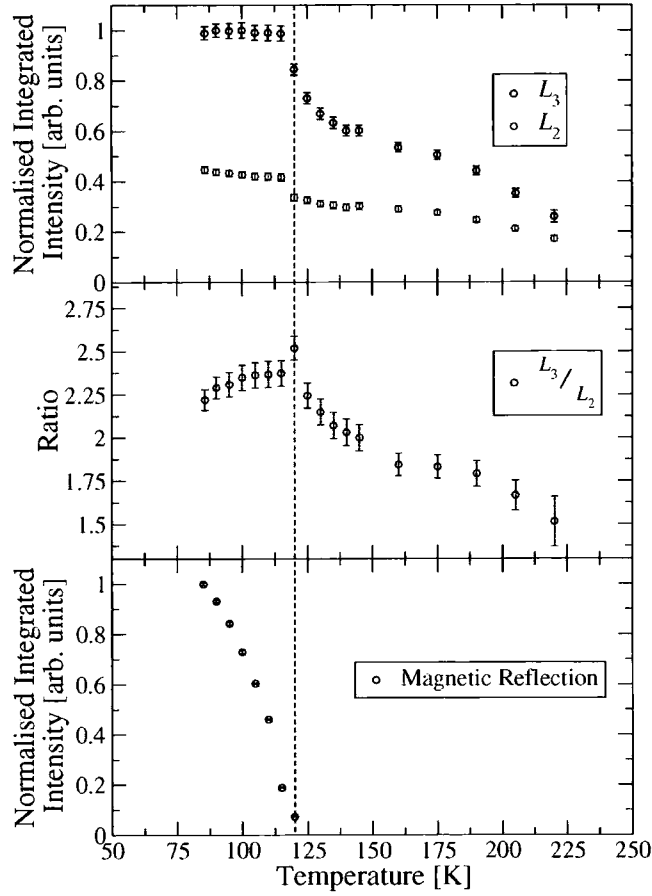 Normalised Integrated
Intensity [arb. units]
1
0.8
0.6
0.4
0.2
0
L3
L2
Ratio
2.75
2.5
2.25
2
1.75
1.5
L3/L2
Normalised Integrated
Intensity [arb. units]
1
0.8
0.6
0.4
0.2
0
Magnetic Reflection
75 100 125 150 175 200 225 250
Temperature [K]